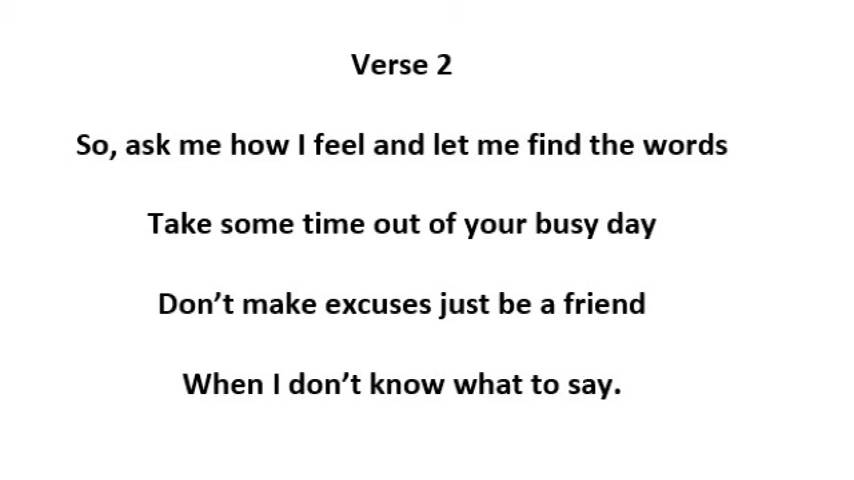 Verse 2
So, ask me how I feel and let me find the words
Take some time out of your busy day
Don’t make excuses just be a friend
When I don’t know what to say.